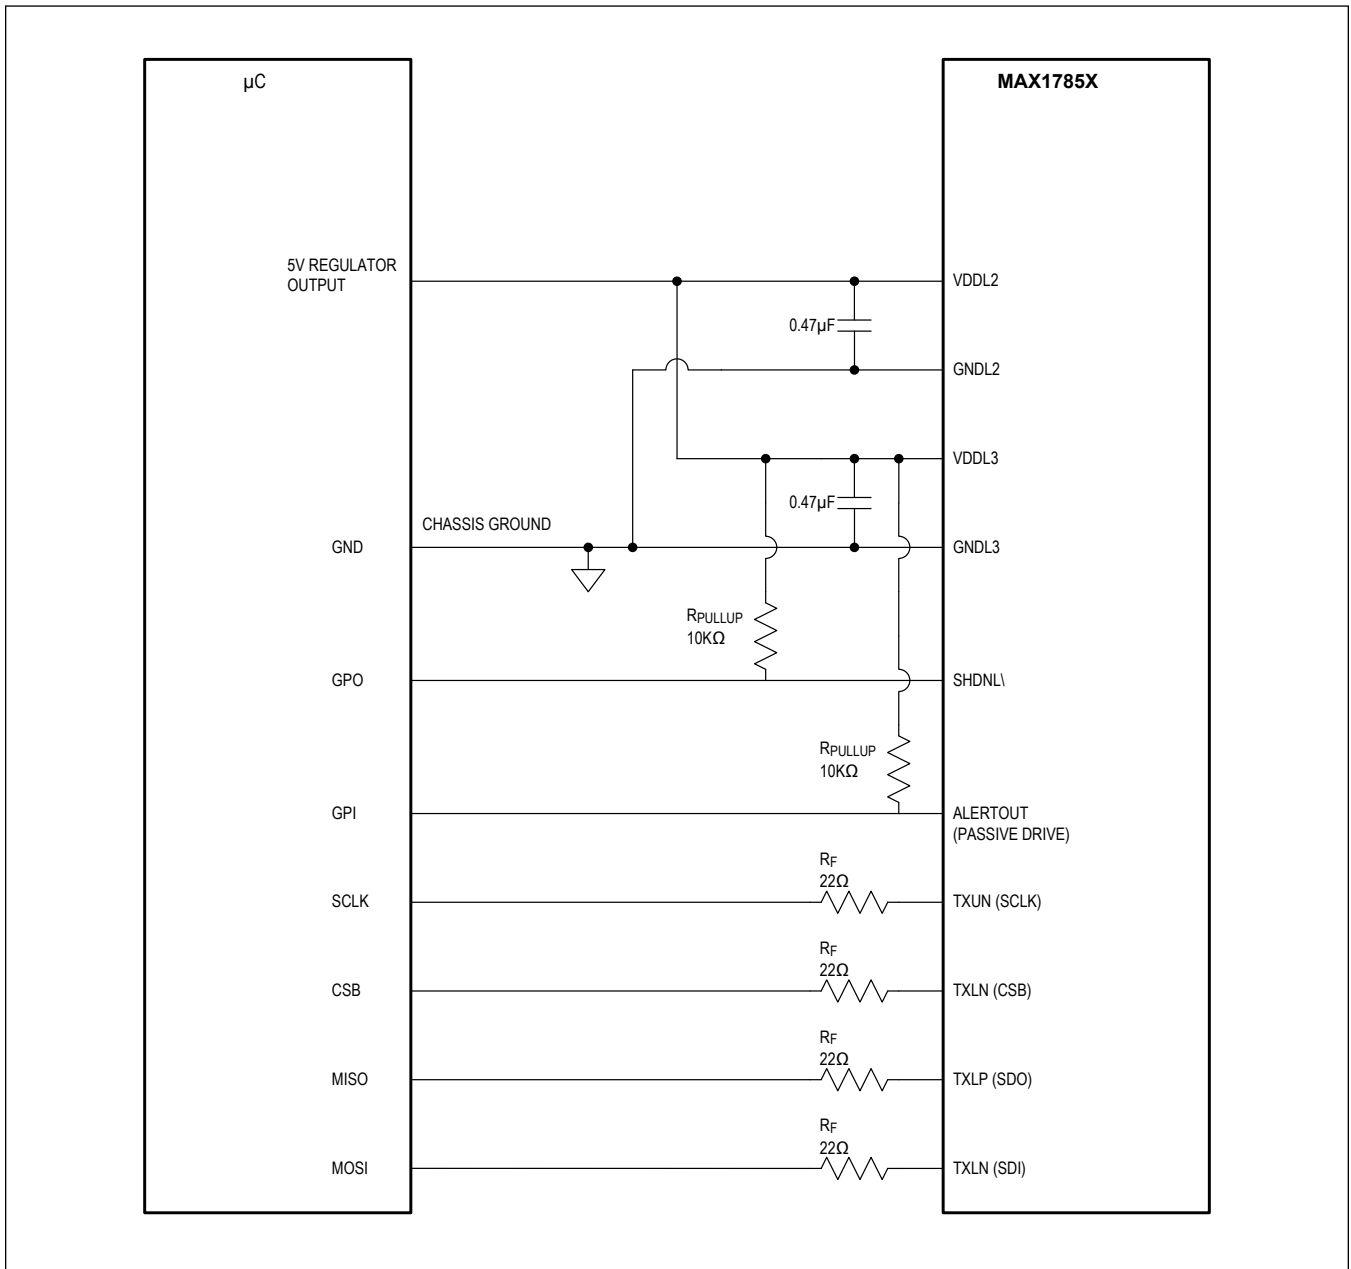 µC
MAX1785X
5V REGULATOR
OUTPUT
VDDL2
0.47µF
GNDL2
VDDL3
0.47µF
CHASSIS GROUND
GND
GNDL3
RPULLUP
10KΩ
GPO
SHDNL\
RPULLUP
10KΩ
GPI
ALERTOUT
(PASSIVE DRIVE)
RF
22Ω
SCLK
TXUN (SCLK)
RF
22Ω
CSB
TXLN (CSB)
RF
22Ω
MISO
TXLP (SDO)
RF
22Ω
MOSI
TXLN (SDI)